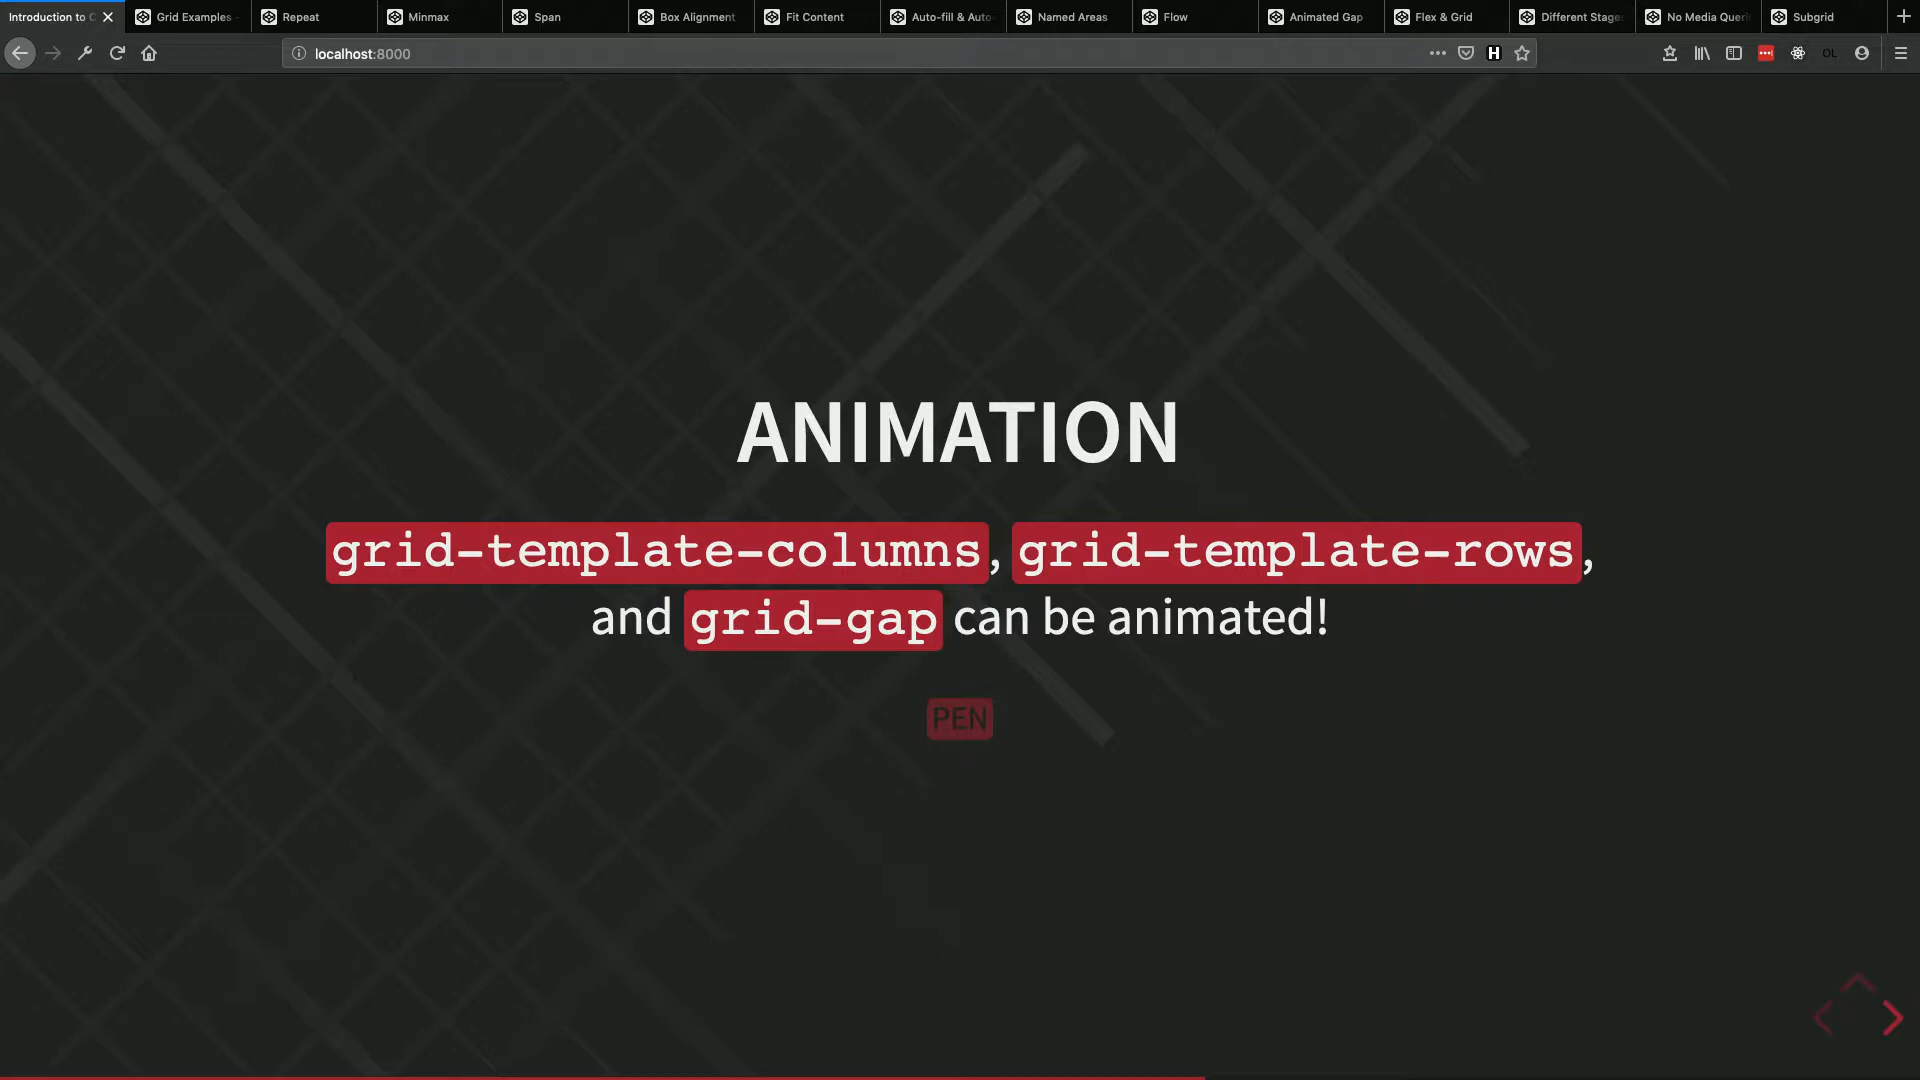 Introduction to C
Grid Examples -
Repeat
Minmax
Span
Box Alignment
Fit Content
Auto-fill & Auto-
Named Areas
Flow
Animated Gap
Flex & Grid
Different Stage
No Media Queri
Subgrid
localhost:8000
H
OL
ANIMATION
grid-template-columns, grid-template-rows,
and grid-gap can be animated!
PEN